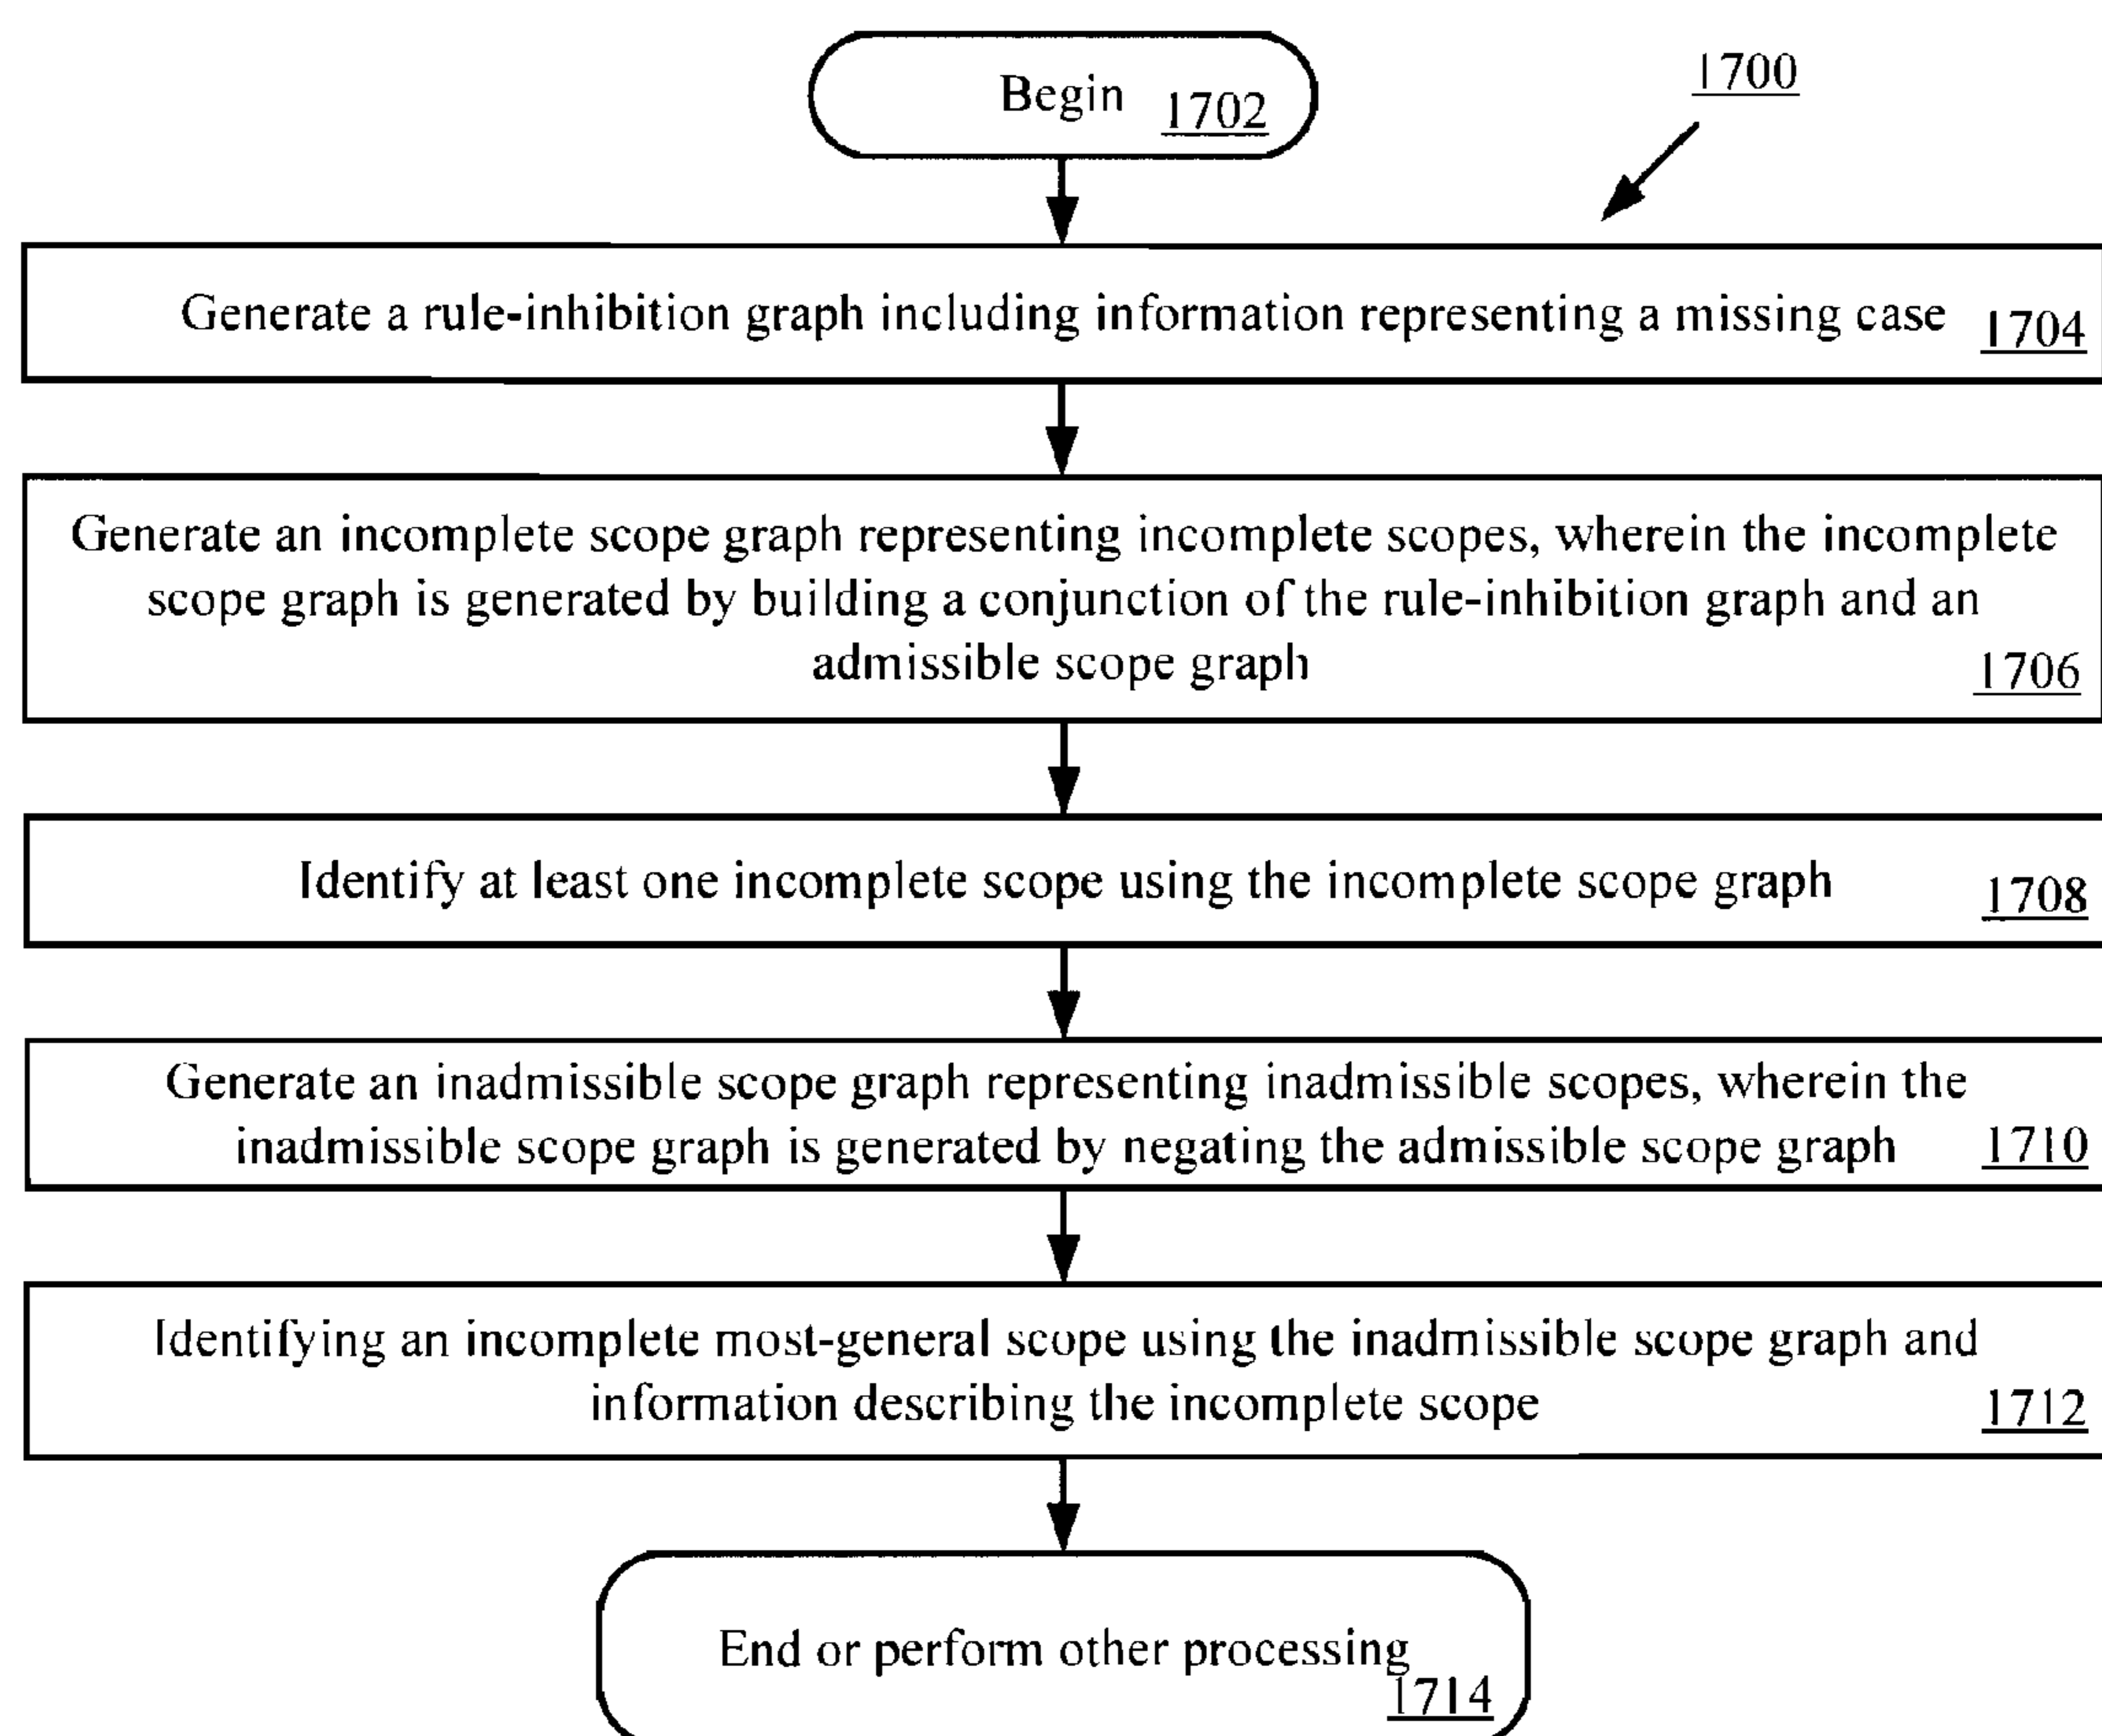 Begin 1702
1700
Generate a rule-inhibition graph including information representing a missing case 1704
Generate an incomplete scope graph representing incomplete scopes, wherein the incomplete
scope graph is generated by building a conjunction of the rule-inhibition graph and an
admissible scope graph 1706
Identify at least one incomplete scope using the incomplete scope graph 1708
Generate an inadmissible scope graph representing inadmissible scopes, wherein the
inadmissible scope graph is generated by negating the admissible scope graph 1710
Identifying an incomplete most-general scope using the inadmissible scope graph and
information describing the incomplete scope 1712
End or perform other processing
1714